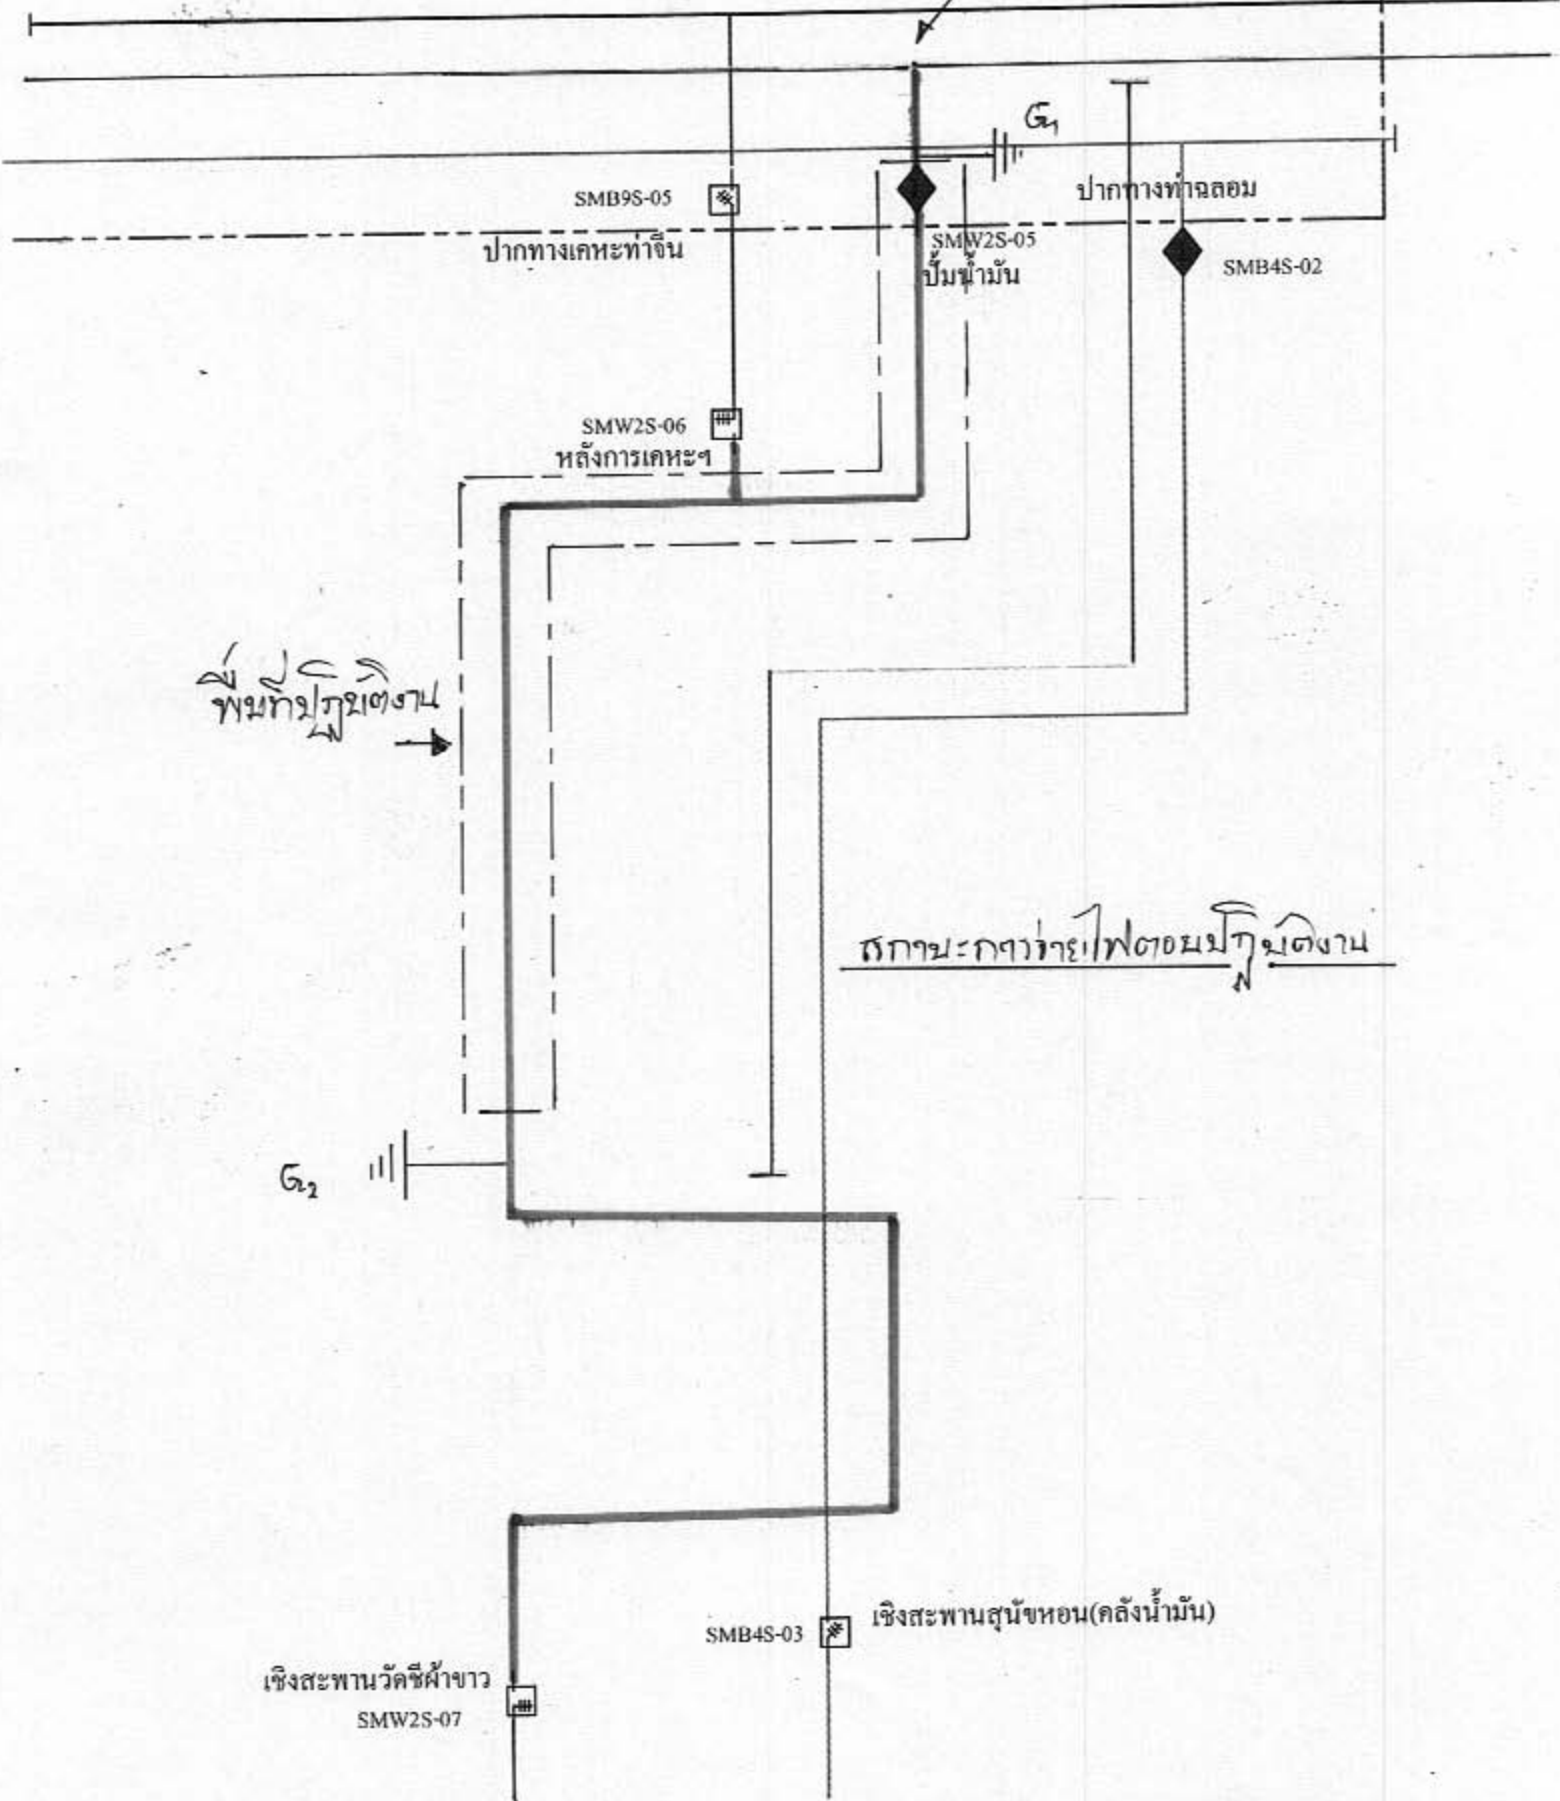 G1
SMB9S-05
ปากทางท่าฉลอม
ปากทางเคหะท่าจีน
SMW2S-05
ปั๊มน้ำมัน
SMB4S-02
SMW2S-06
หลังการเคหะฯ
พื้นที่ปฏิบัติงาน
สภาพะการจ่ายไฟตอนปฏิบัติงาน
G2
SMB4S-03
เชิงสะพานสุนัขหอน(คลังน้ำมัน)
เชิงสะพานวัดชีผ้าขาว
SMW2S-07